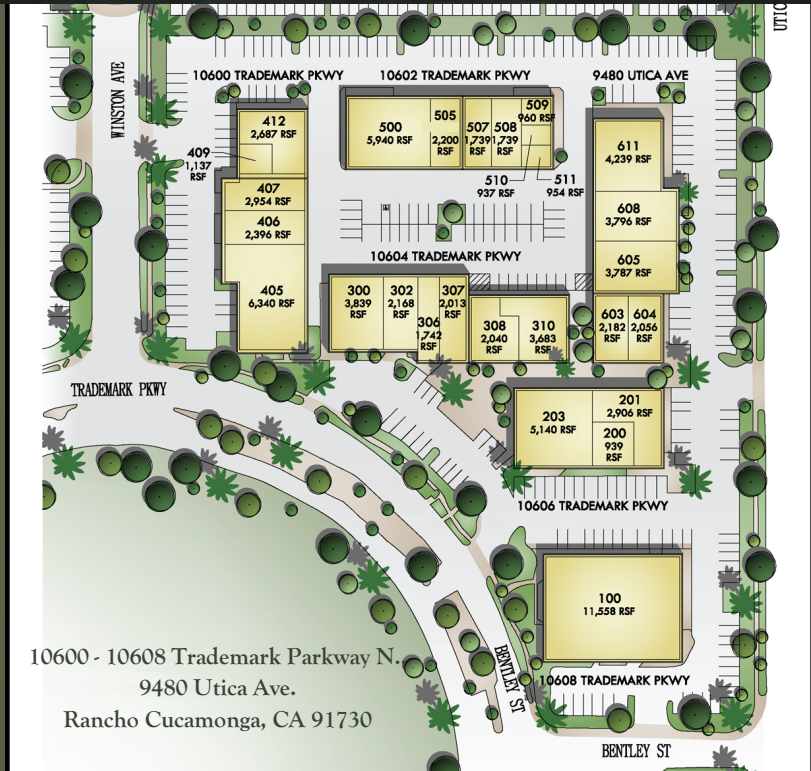 UTIC
WINSTON AVE
10600 TRADEMARK PKWY
10602 TRADEMARK PKWY
9480 UTICA AVE
412
2,687 RSF
409
1,137
RSF
407
2,954 RSF
406
2,396 RSF
405
6,340 RSF
500
5,940 RSF
505
2,200
RSF
507
1,739
RSF
508
1,739
RSF
509
960 RSF
510
937 RSF
511
954 RSF
611
4,239 RSF
608
3,796 RSF
605
3,787 RSF
603
2,182
RSF
604
2,056
RSF
10604 TRADEMARK PKWY
300
3,839
RSF
302
2,168
RSF
306
1,742
RSF
307
2,013
RSF
308
2,040
RSF
310
3,683
RSF
TRADEMARK PKWY
203
5,140 RSF
201
2,906 RSF
200
939
RSF
10606 TRADEMARK PKWY
100
11,558 RSF
10608 TRADEMARK PKWY
BENTLEY ST
BENTLEY ST
10600 - 10608 Trademark Parkway N.
9480 Utica Ave.
Rancho Cucamonga, CA 91730